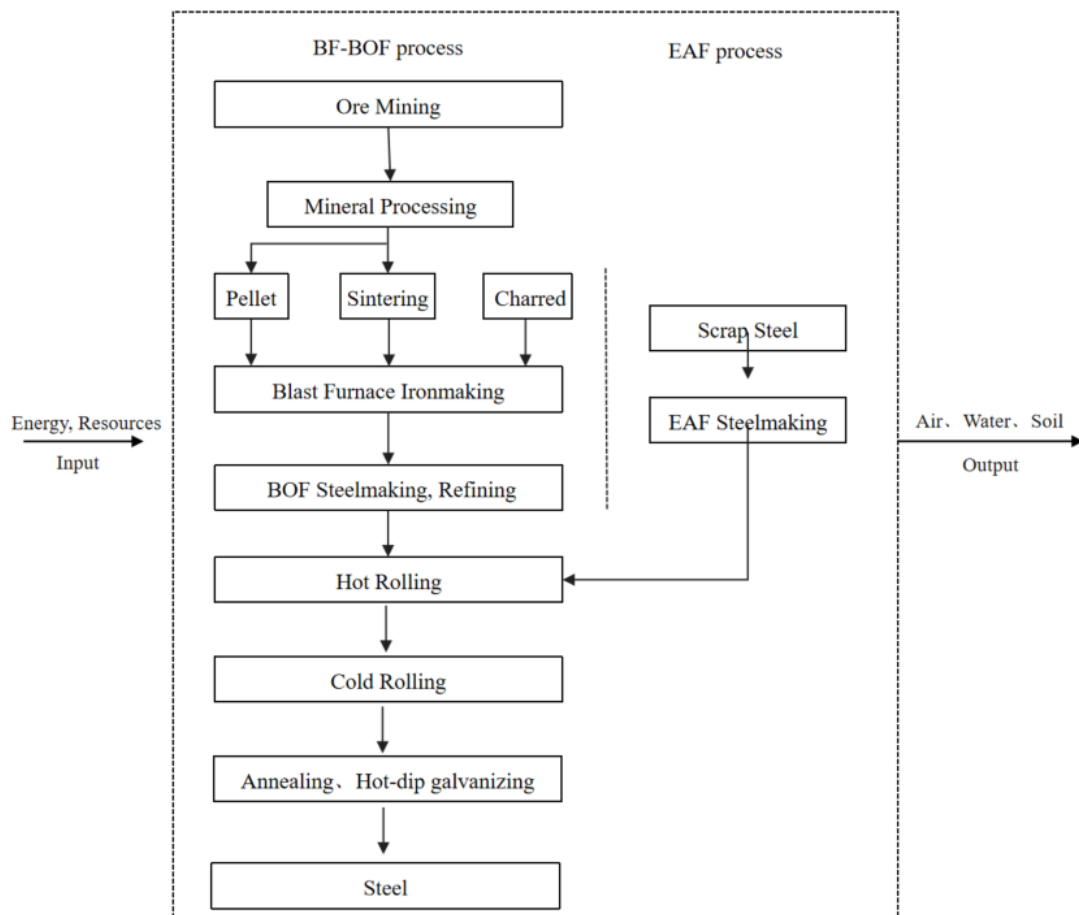 BF-BOF process
EAF process
Ore Mining
Mineral Processing
Pellet
Sintering
Charred
Scrap Steel
Blast Furnace Ironmaking
EAF Steelmaking
Energy, Resources
Input
Air、Water、Soil
Output
BOF Steelmaking, Refining
Hot Rolling
Cold Rolling
Annealing、Hot-dip galvanizing
Steel